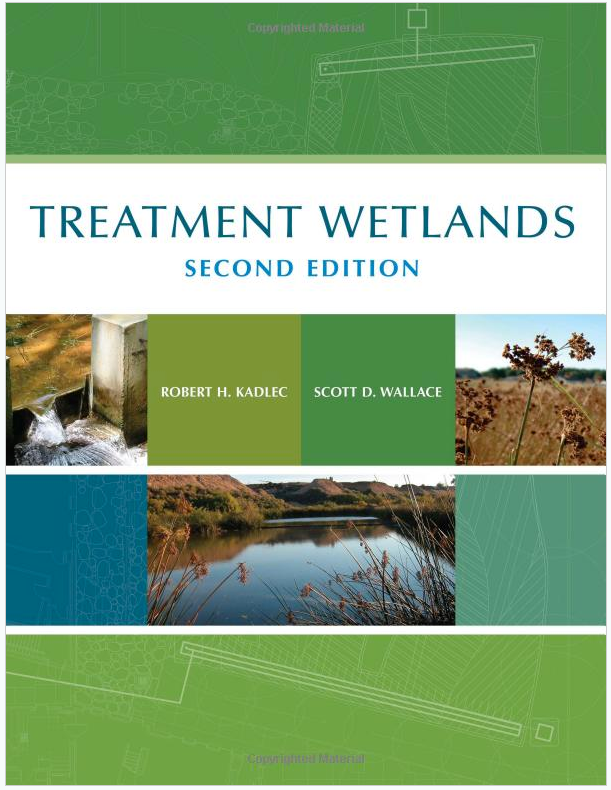 Copyrighted Material
TREATMENT WETLANDS
SECOND EDITION
ROBERT H. KADLEC
SCOTT D. WALLACE
Copyrighted Material